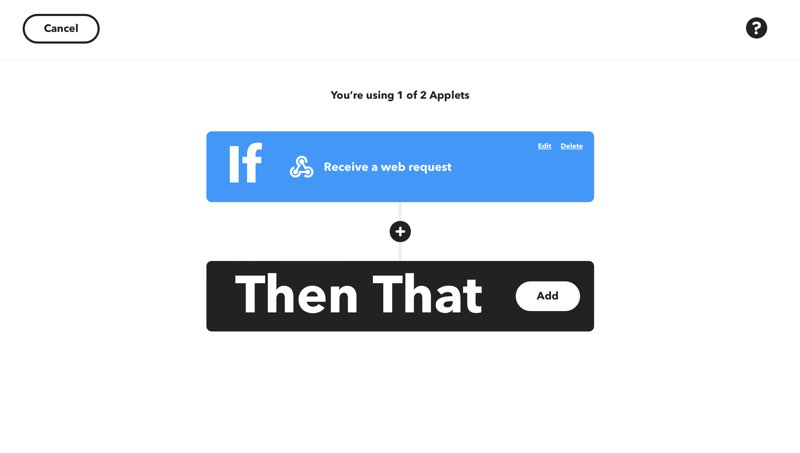 Cancel
?
You're using 1 of 2 Applets
If
Receive a web request
Edit Delete
+
Then That
Add